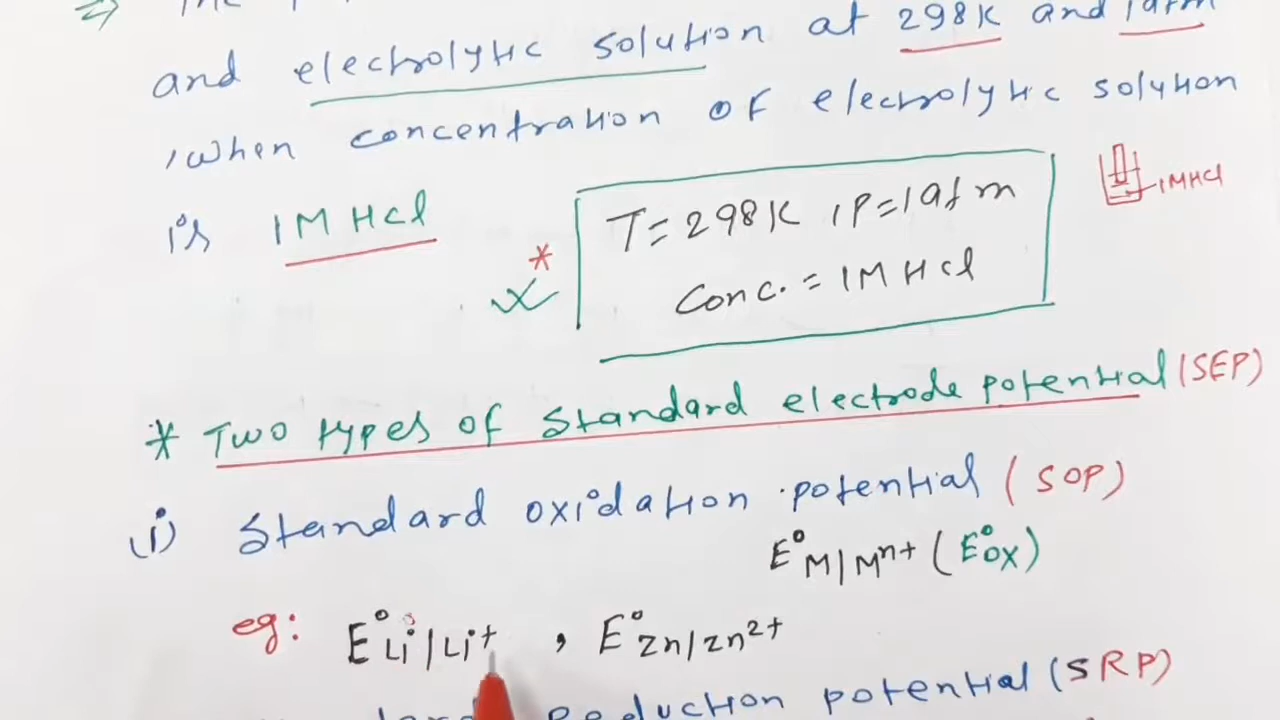 and electrolytic solution at 298K and 1atm
, when concentration of electrolytic solution
is 1M HCl
T=298K , P=1atm
Conc. = 1M HCl
1MHCl
* Two types of standard electrode potential (SEP)
(i) Standard oxidation potential (SOP)
E°M/Mn+ (E°ox)
eg: E°Li/Li+ , E°Zn/Zn2+
Reduction potential (SRP)